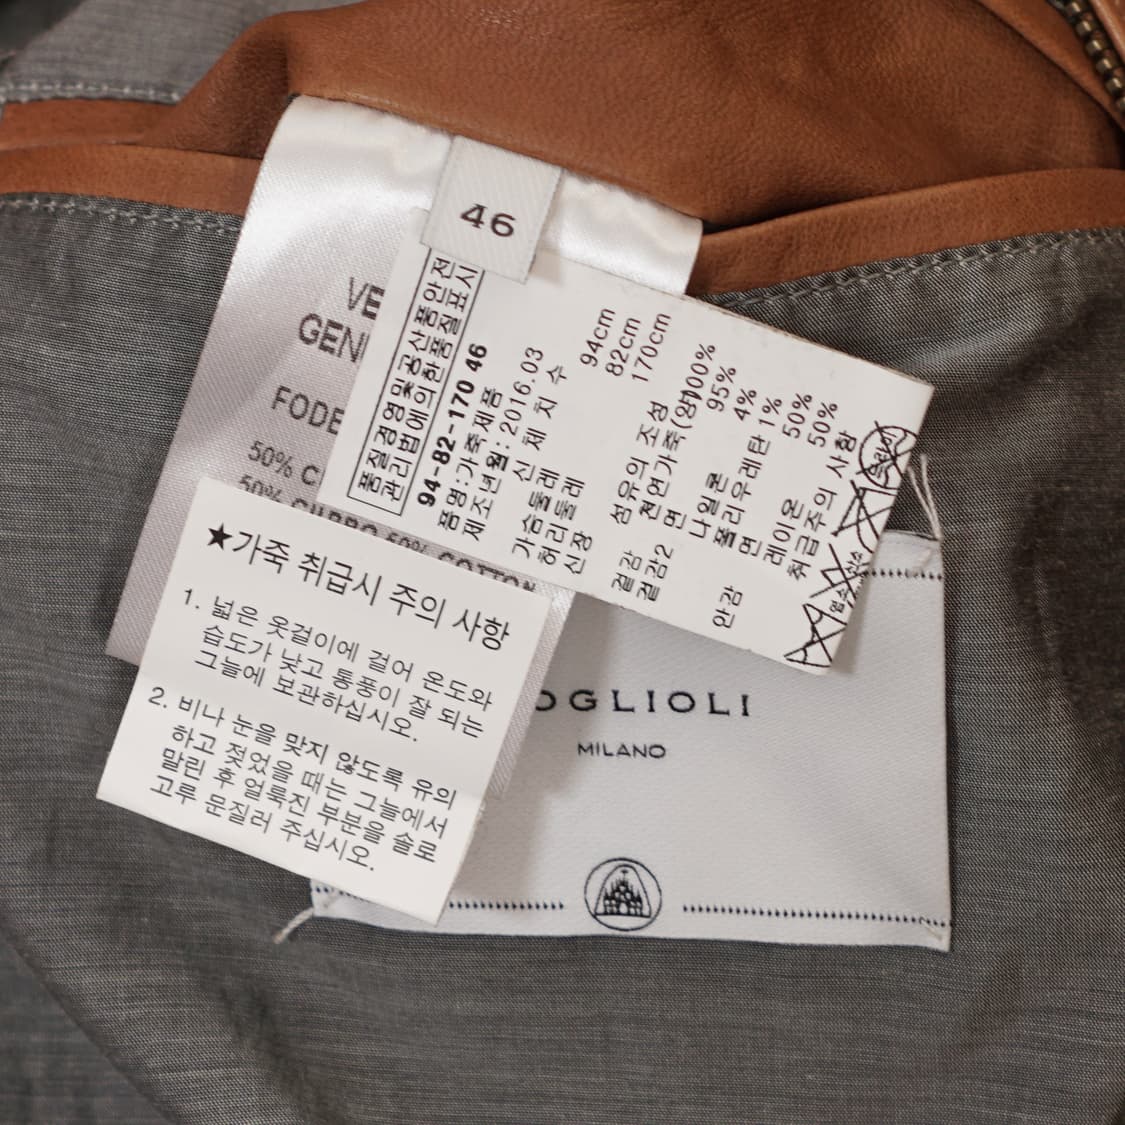 46
VE
GEN
FODE
50% C
50% CUPRO 50% COTTON
품질경영 및 공산품안전
관리법에 의한 품질표시
94-82-170 46
품명:가죽제품
제조년월:2016.03
신 체 치 수
가슴둘레 94cm
허리둘레 82cm
신장 170cm
섬유의 조성
겉감 천연가죽(양)100%
겉감2 면 95%
나일론 4%
폴리우레탄 1%
안감 면 50%
레이온 50%
취급주의 사항
★가죽 취급시 주의 사항
1. 넓은 옷걸이에 걸어 온도와
습도가 낮고 통풍이 잘 되는
그늘에 보관하십시오.
2. 비나 눈을 맞지 않도록 유의
하고 젖었을 때는 그늘에서
말린 후 얼룩진 부분을 솔로
고루 문질러 주십시오.
OGLIOLI
MILANO